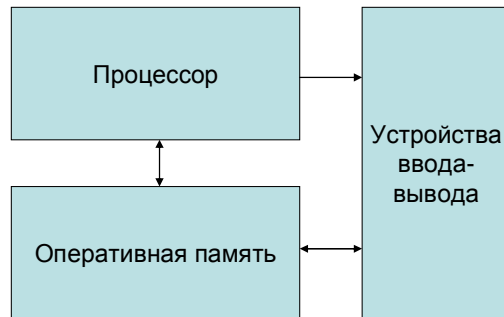 Процессор
Устройства
ввода-
вывода
Оперативная память